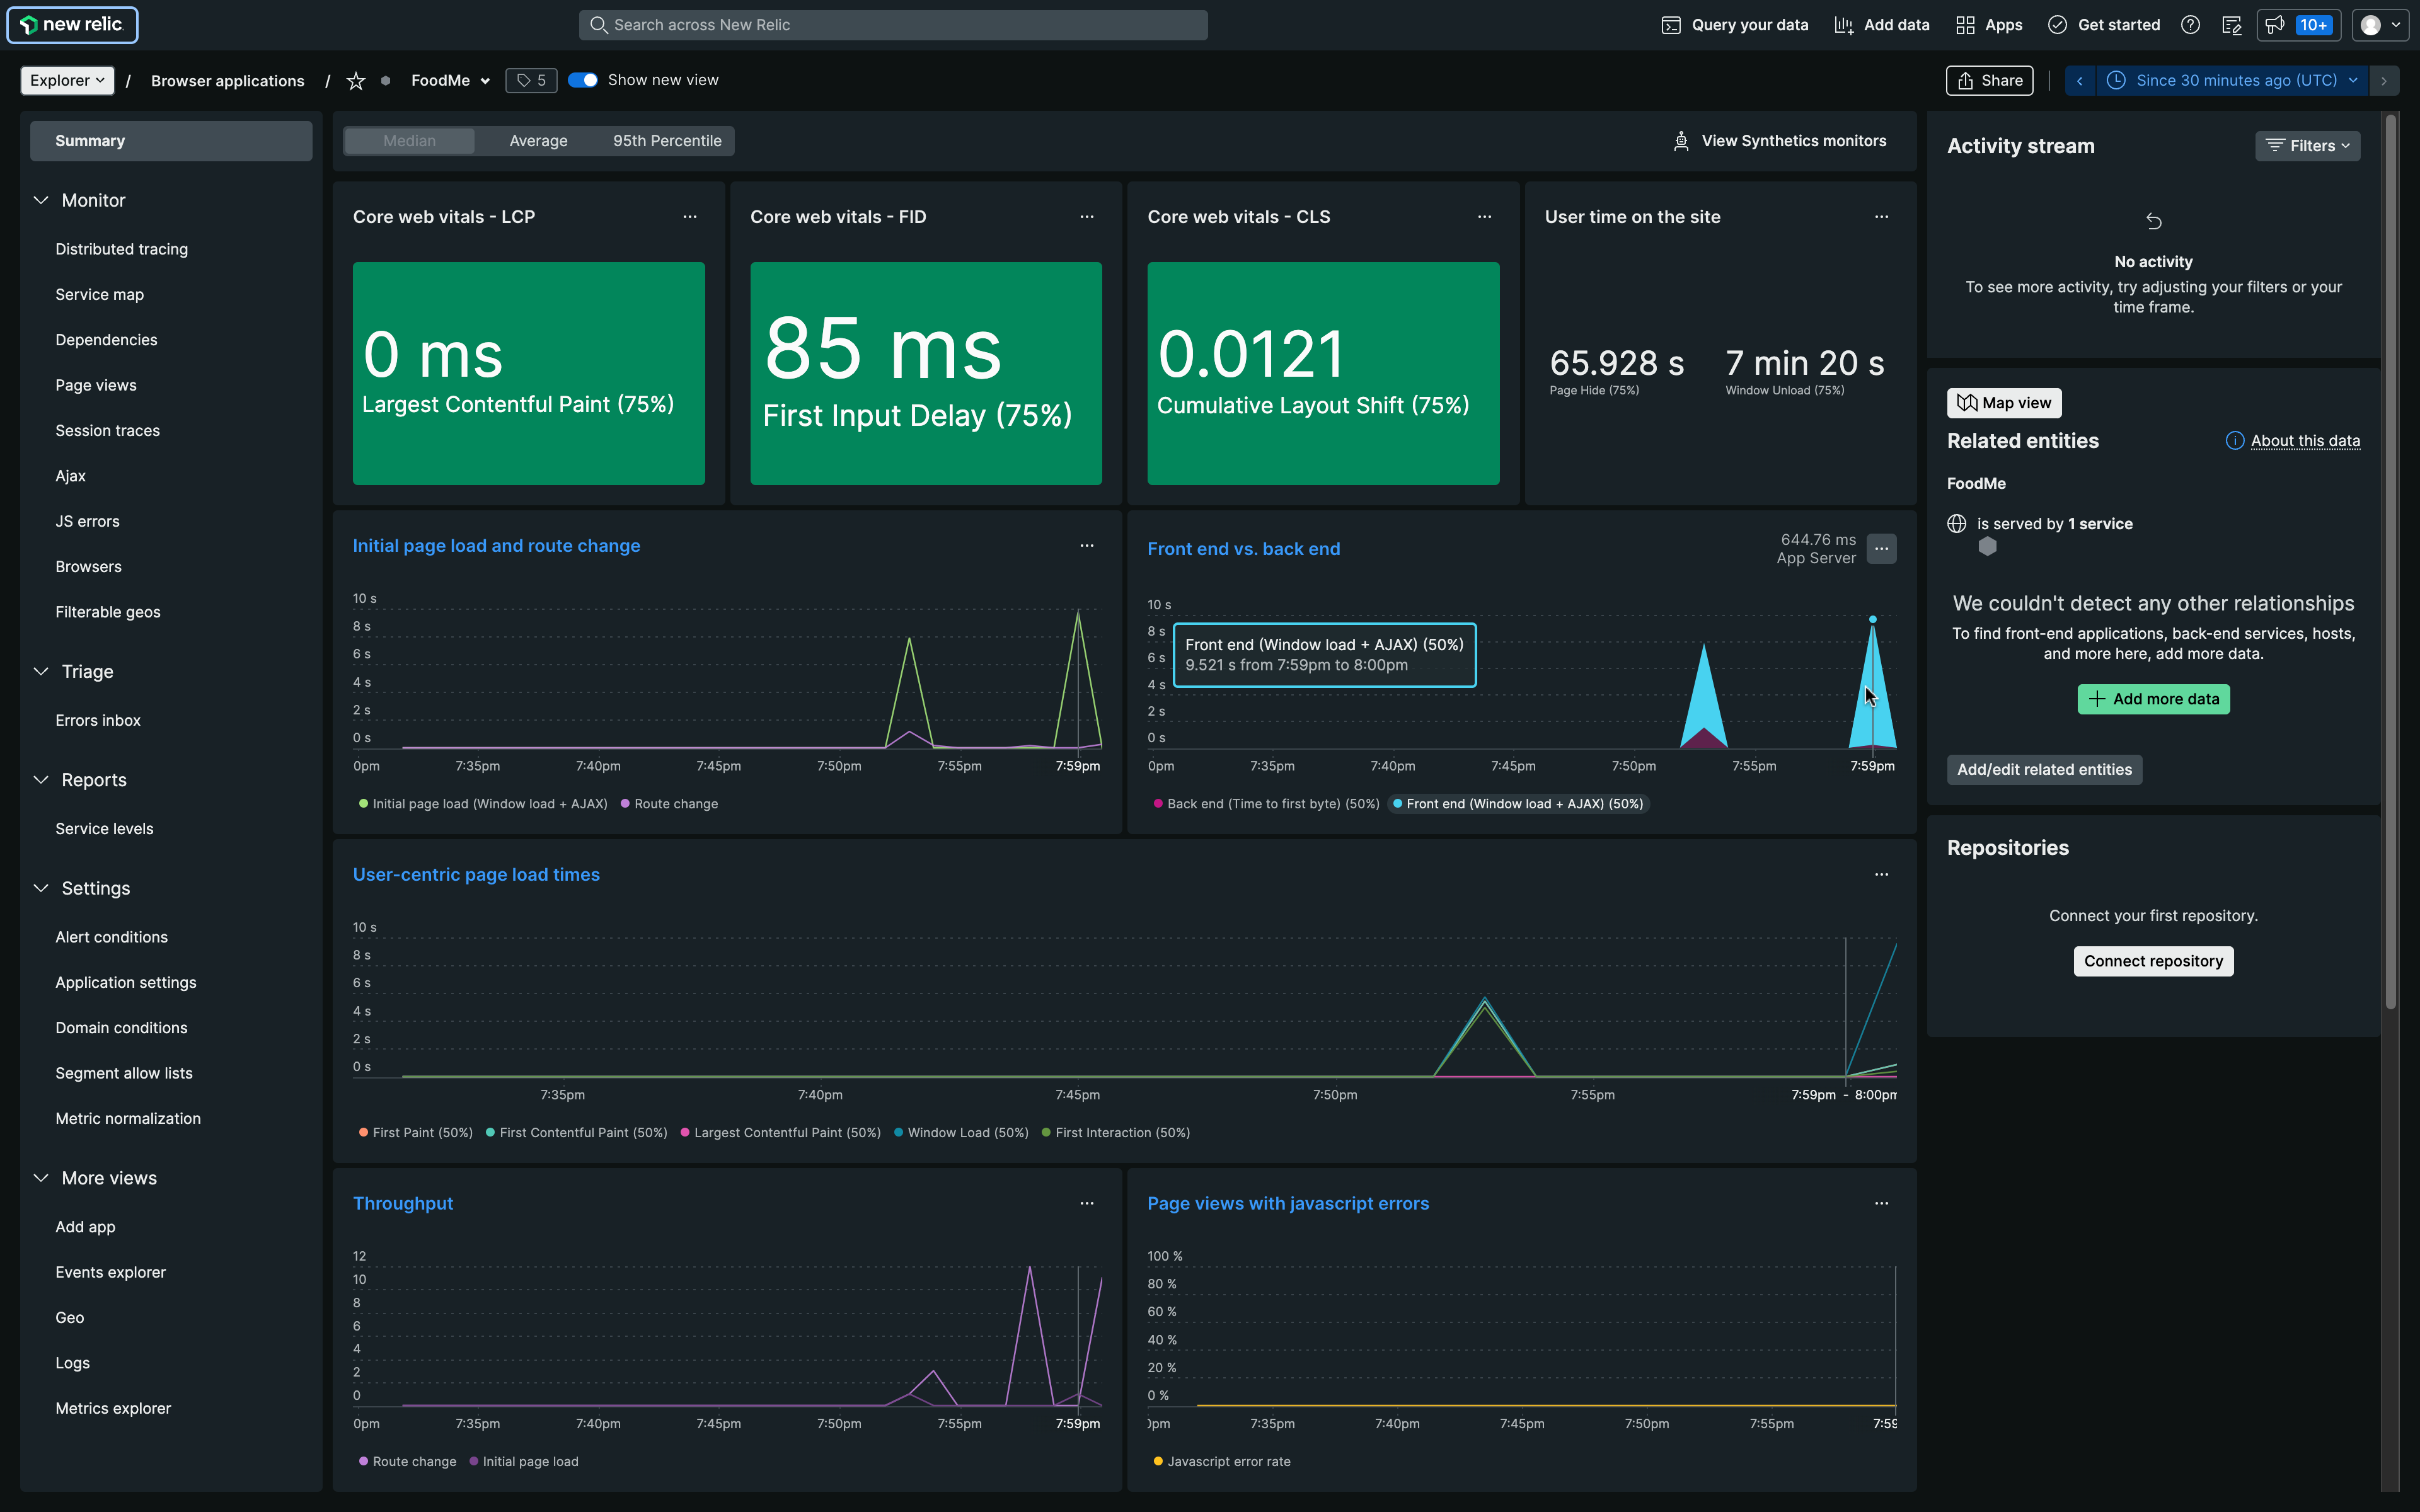 new relic
Search across New Relic
Query your data
Add data
Apps
Get started
10+
Explorer / Browser applications / FoodMe 5 Show new view
Share
Since 30 minutes ago (UTC)
Summary
Monitor
Distributed tracing
Service map
Dependencies
Page views
Session traces
Ajax
JS errors
Browsers
Filterable geos
Triage
Errors inbox
Reports
Service levels
Settings
Alert conditions
Application settings
Domain conditions
Segment allow lists
Metric normalization
More views
Add app
Events explorer
Geo
Logs
Metrics explorer
Median Average 95th Percentile
View Synthetics monitors
Core web vitals - LCP
0 ms
Largest Contentful Paint (75%)
Core web vitals - FID
85 ms
First Input Delay (75%)
Core web vitals - CLS
0.0121
Cumulative Layout Shift (75%)
User time on the site
65.928 s
Page Hide (75%)
7 min 20 s
Window Unload (75%)
Initial page load and route change
10 s
8 s
6 s
4 s
2 s
0 s
0pm 7:35pm 7:40pm 7:45pm 7:50pm 7:55pm 7:59pm
Initial page load (Window load + AJAX) Route change
Front end vs. back end
644.76 ms
App Server
10 s
8 s
6 s
4 s
2 s
0 s
Front end (Window load + AJAX) (50%)
9.521 s from 7:59pm to 8:00pm
0pm 7:35pm 7:40pm 7:45pm 7:50pm 7:55pm 7:59pm
Back end (Time to first byte) (50%) Front end (Window load + AJAX) (50%)
User-centric page load times
10 s
8 s
6 s
4 s
2 s
0 s
7:35pm 7:40pm 7:45pm 7:50pm 7:55pm 7:59pm - 8:00pm
First Paint (50%) First Contentful Paint (50%) Largest Contentful Paint (50%) Window Load (50%) First Interaction (50%)
Throughput
12
10
8
6
4
2
0
0pm 7:35pm 7:40pm 7:45pm 7:50pm 7:55pm 7:59pm
Route change Initial page load
Page views with javascript errors
100 %
80 %
60 %
40 %
20 %
0 %
0pm 7:35pm 7:40pm 7:45pm 7:50pm 7:55pm 7:59
Javascript error rate
Activity stream
Filters
No activity
To see more activity, try adjusting your filters or your
time frame.
Map view
Related entities
About this data
FoodMe
is served by 1 service
We couldn't detect any other relationships
To find front-end applications, back-end services, hosts,
and more here, add more data.
Add more data
Add/edit related entities
Repositories
Connect your first repository.
Connect repository